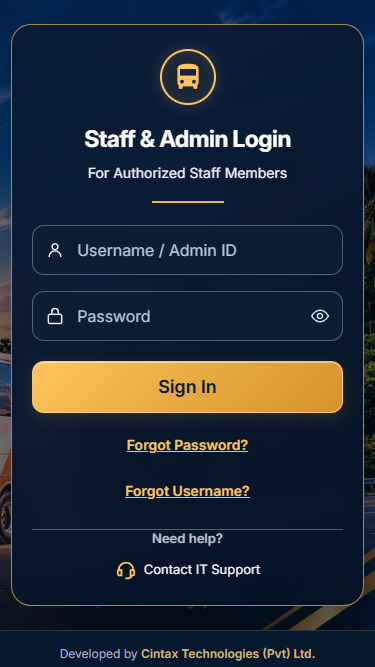 Staff & Admin Login
For Authorized Staff Members
Username / Admin ID
Password
Sign In
Forgot Password?
Forgot Username?
Need help?
Contact IT Support
Developed by Cintax Technologies (Pvt) Ltd.